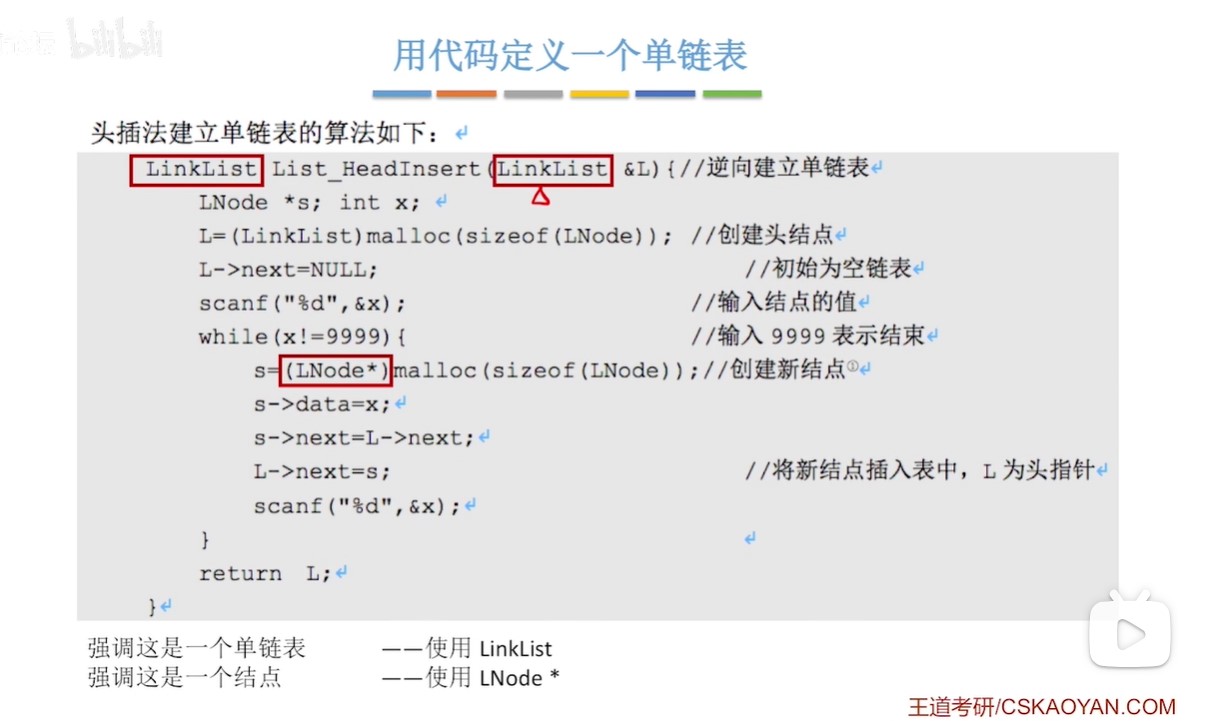 bilibili
用代码定义一个单链表
头插法建立单链表的算法如下：↲
LinkList List_HeadInsert(LinkList &L){//逆向建立单链表↲
LNode *s; int x; ↲
L=(LinkList)malloc(sizeof(LNode)); //创建头结点↲
L->next=NULL; //初始为空链表↲
scanf("%d",&x); //输入结点的值↲
while(x!=9999){ //输入 9999 表示结束↲
s=(LNode*)malloc(sizeof(LNode));//创建新结点①↲
s->data=x;↲
s->next=L->next;↲
L->next=s; //将新结点插入表中，L 为头指针↲
scanf("%d",&x);↲
} ↲
return L;↲
}↲
强调这是一个单链表 ——使用 LinkList
强调这是一个结点 ——使用 LNode *
王道考研/CSKAOYAN.COM